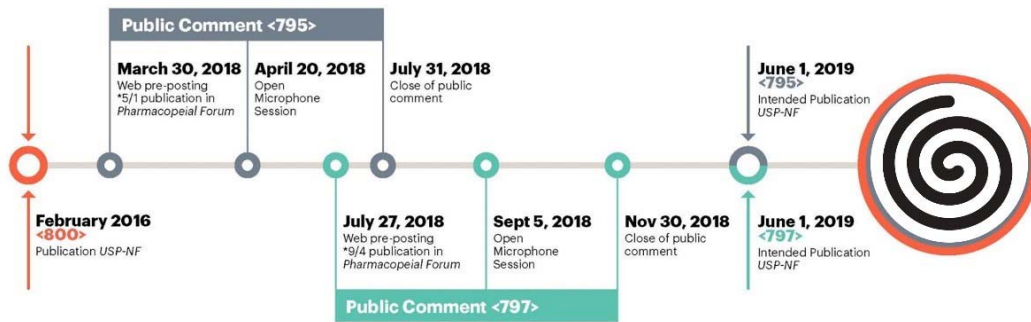 Public Comment <795>
March 30, 2018
Web pre-posting
*5/1 publication in
Pharmacopeial Forum
April 20, 2018
Open
Microphone
Session
July 31, 2018
Close of public
comment
June 1, 2019
<795>
Intended Publication
USP-NF
February 2016
<800>
Publication USP-NF
July 27, 2018
Web pre-posting
*9/4 publication in
Pharmacopeial Forum
Sept 5, 2018
Open
Microphone
Session
Nov 30, 2018
Close of public
comment
June 1, 2019
<797>
Intended Publication
USP-NF
Public Comment <797>